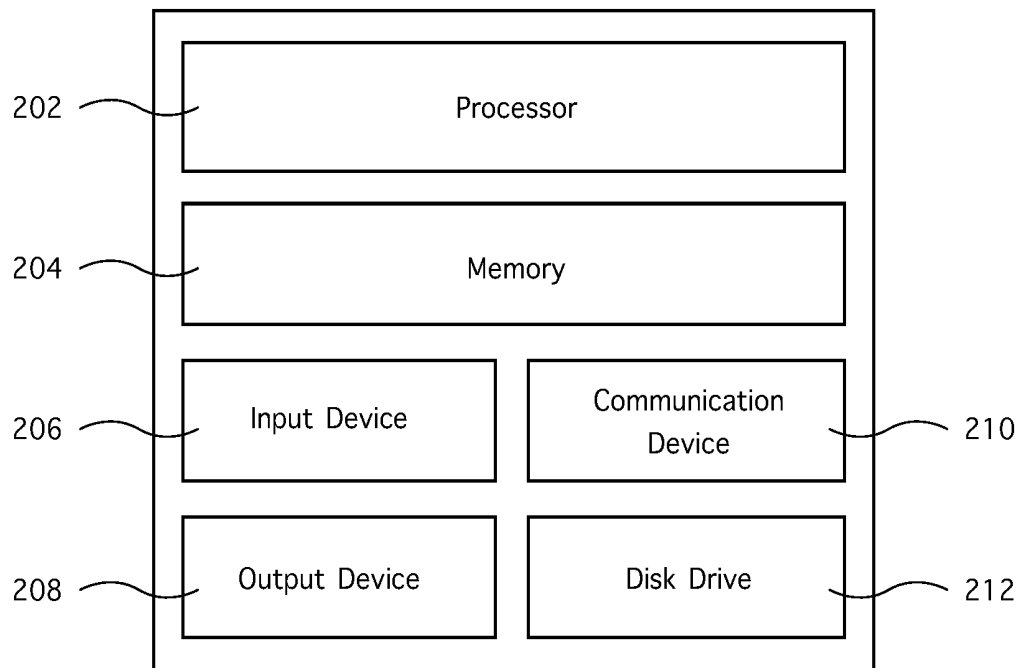 202
Processor
204
Memory
206
Input Device
Communication
Device
210
208
Output Device
Disk Drive
212